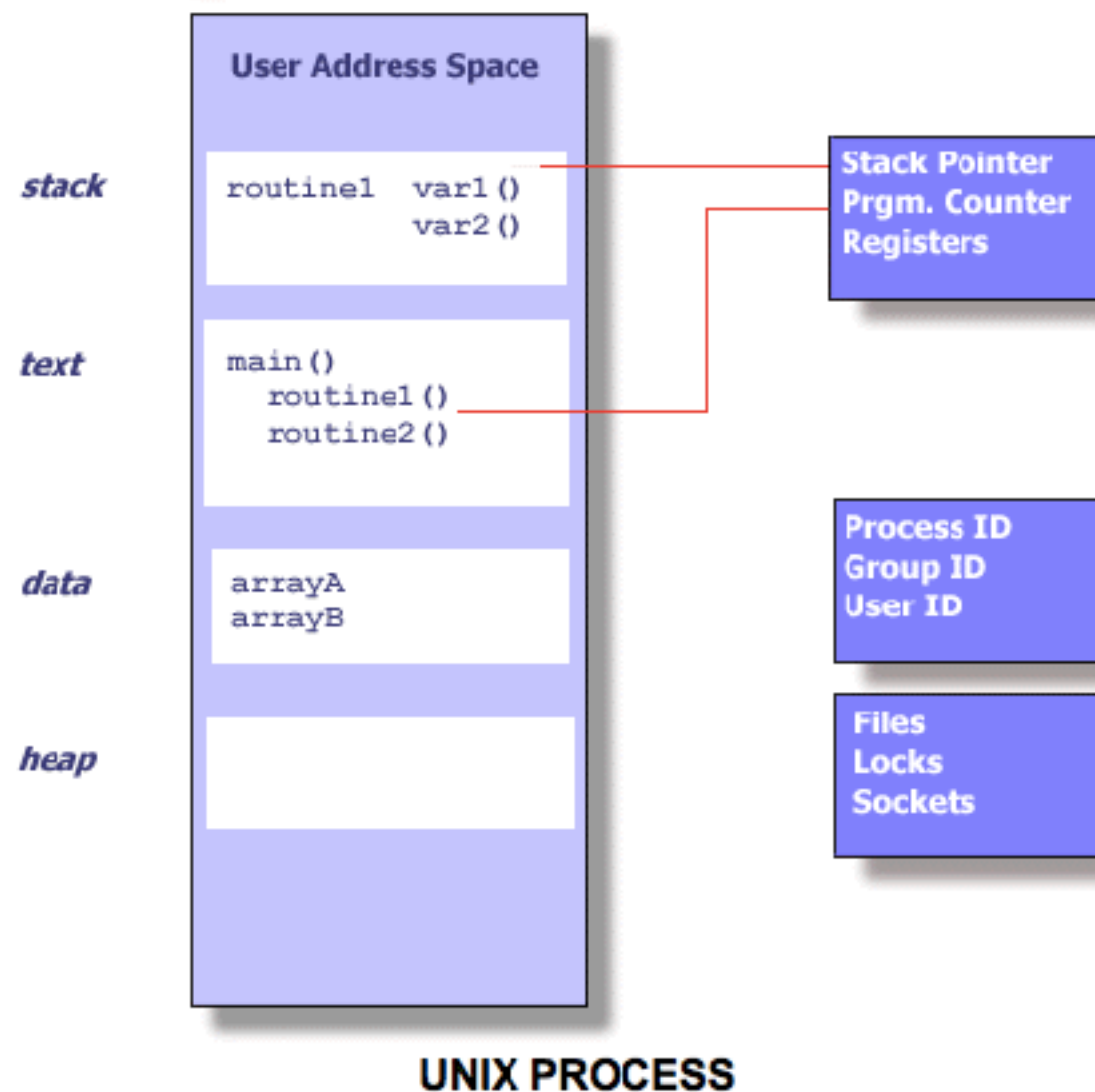 User Address Space
stack
routine1 var1()
var2()
text
main()
routine1()
routine2()
data
arrayA
arrayB
heap
Stack Pointer
Prgm. Counter
Registers
Process ID
Group ID
User ID
Files
Locks
Sockets
UNIX PROCESS